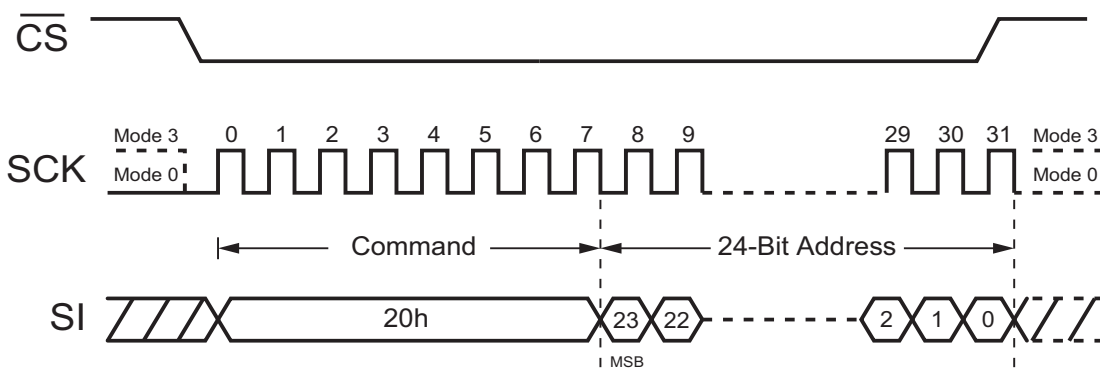 CS
Mode 3 0 1 2 3 4 5 6 7 8 9 29 30 31 Mode 3
SCK
Mode 0 Mode 0
Command 24-Bit Address
SI 20h 23 22 2 1 0
MSB